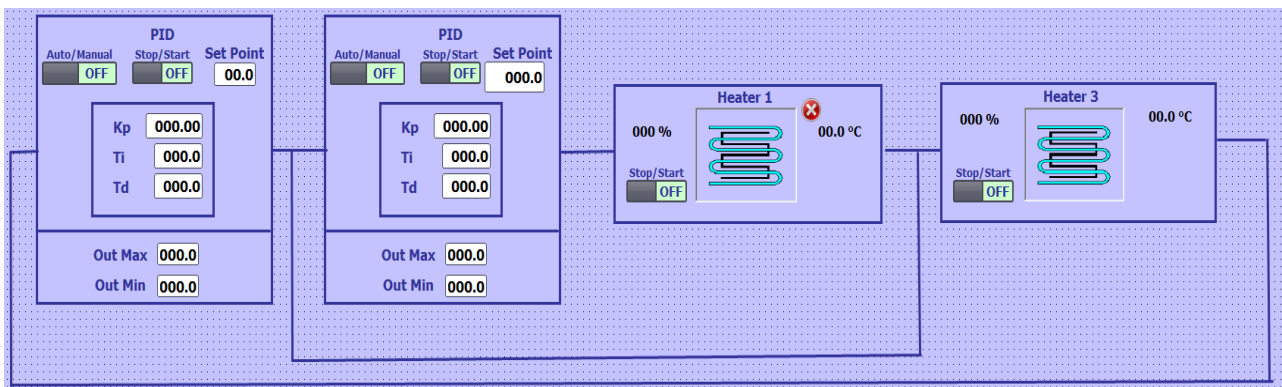 PID
Auto/Manual Stop/Start Set Point
OFF OFF 00.0
Kp 000.00
Ti 000.0
Td 000.0
Out Max 000.0
Out Min 000.0
PID
Auto/Manual Stop/Start Set Point
OFF OFF 000.0
Kp 000.00
Ti 000.0
Td 000.0
Out Max 000.0
Out Min 000.0
Heater 1
000 % 00.0 ºC
Stop/Start
OFF
Heater 3
000 % 00.0 ºC
Stop/Start
OFF